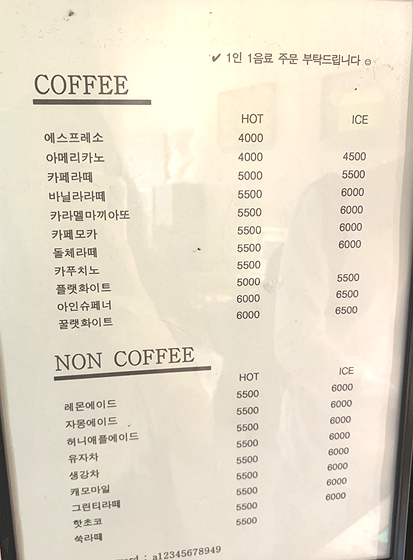 ✔ 1인 1음료 주문 부탁드립니다 ☺
COFFEE
HOT ICE
에스프레소 4000
아메리카노 4000 4500
카페라떼 5000 5500
바닐라라떼 5500 6000
카라멜마끼아또 5500 6000
카페모카 5500 6000
돌체라떼 5500 6000
카푸치노 5500
플랫화이트 5000 5500
아인슈페너 6000 6500
꿀랫화이트 6000 6500
NON COFFEE
HOT ICE
레몬에이드 5500 6000
자몽에이드 5500 6000
허니애플에이드 5500 6000
유자차 5500 6000
생강차 5500 6000
캐모마일 5500 6000
그린티라떼 5500 6000
핫초코 5500 6000
쑥라떼 5500
: a12345678949